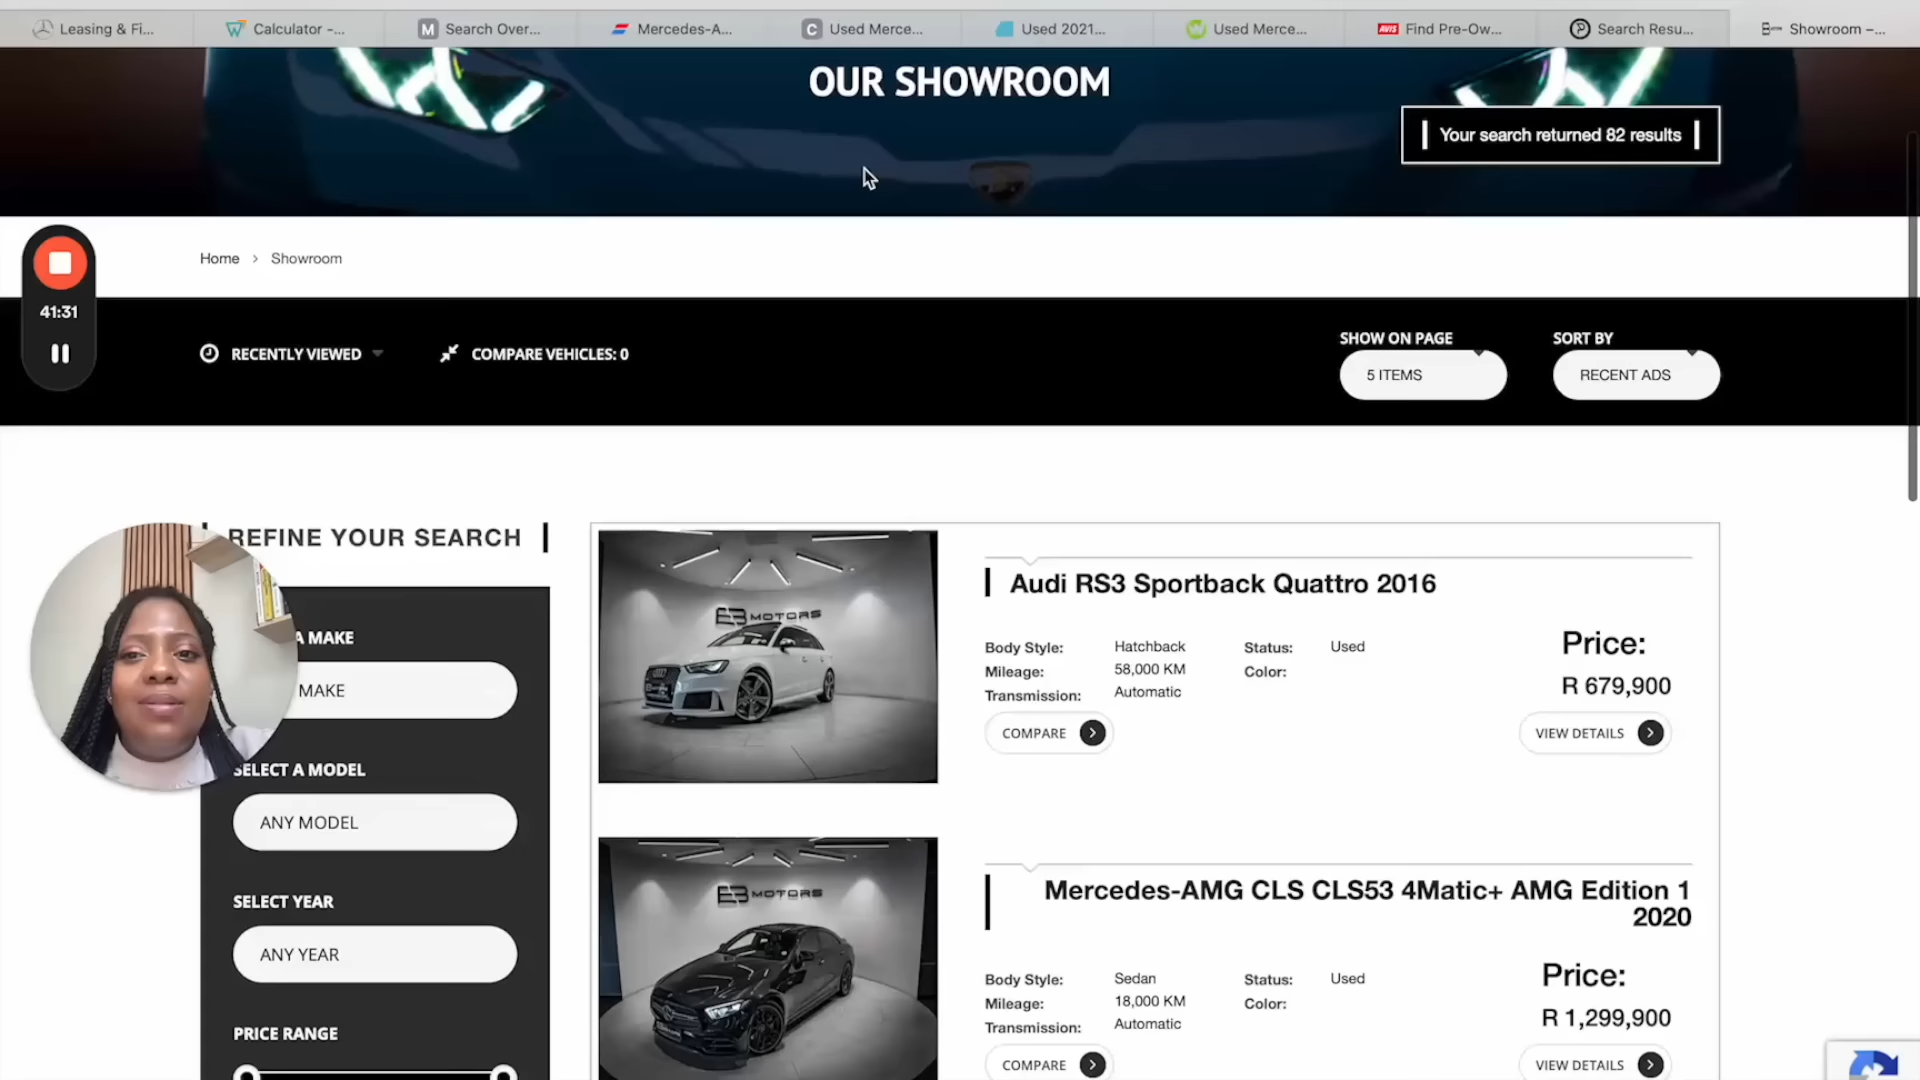 Leasing & Fi...
Calculator –...
M
Search Over...
Mercedes-A...
C
Used Merce...
Used 2021...
Used Merce...
AVIS
Find Pre-Ow...
Search Resu...
Showroom –...
OUR SHOWROOM
Your search returned 82 results
Home > Showroom
41:31
RECENTLY VIEWED
COMPARE VEHICLES: 0
SHOW ON PAGE
5 ITEMS
SORT BY
RECENT ADS
REFINE YOUR SEARCH
A MAKE
MAKE
SELECT A MODEL
ANY MODEL
SELECT YEAR
ANY YEAR
PRICE RANGE
EB MOTORS
Audi RS3 Sportback Quattro 2016
Body Style: Hatchback
Mileage: 58,000 KM
Transmission: Automatic
Status: Used
Color:
Price:
R 679,900
COMPARE
VIEW DETAILS
EB MOTORS
Mercedes-AMG CLS CLS53 4Matic+ AMG Edition 1
2020
Body Style: Sedan
Mileage: 18,000 KM
Transmission: Automatic
Status: Used
Color:
Price:
R 1,299,900
COMPARE
VIEW DETAILS